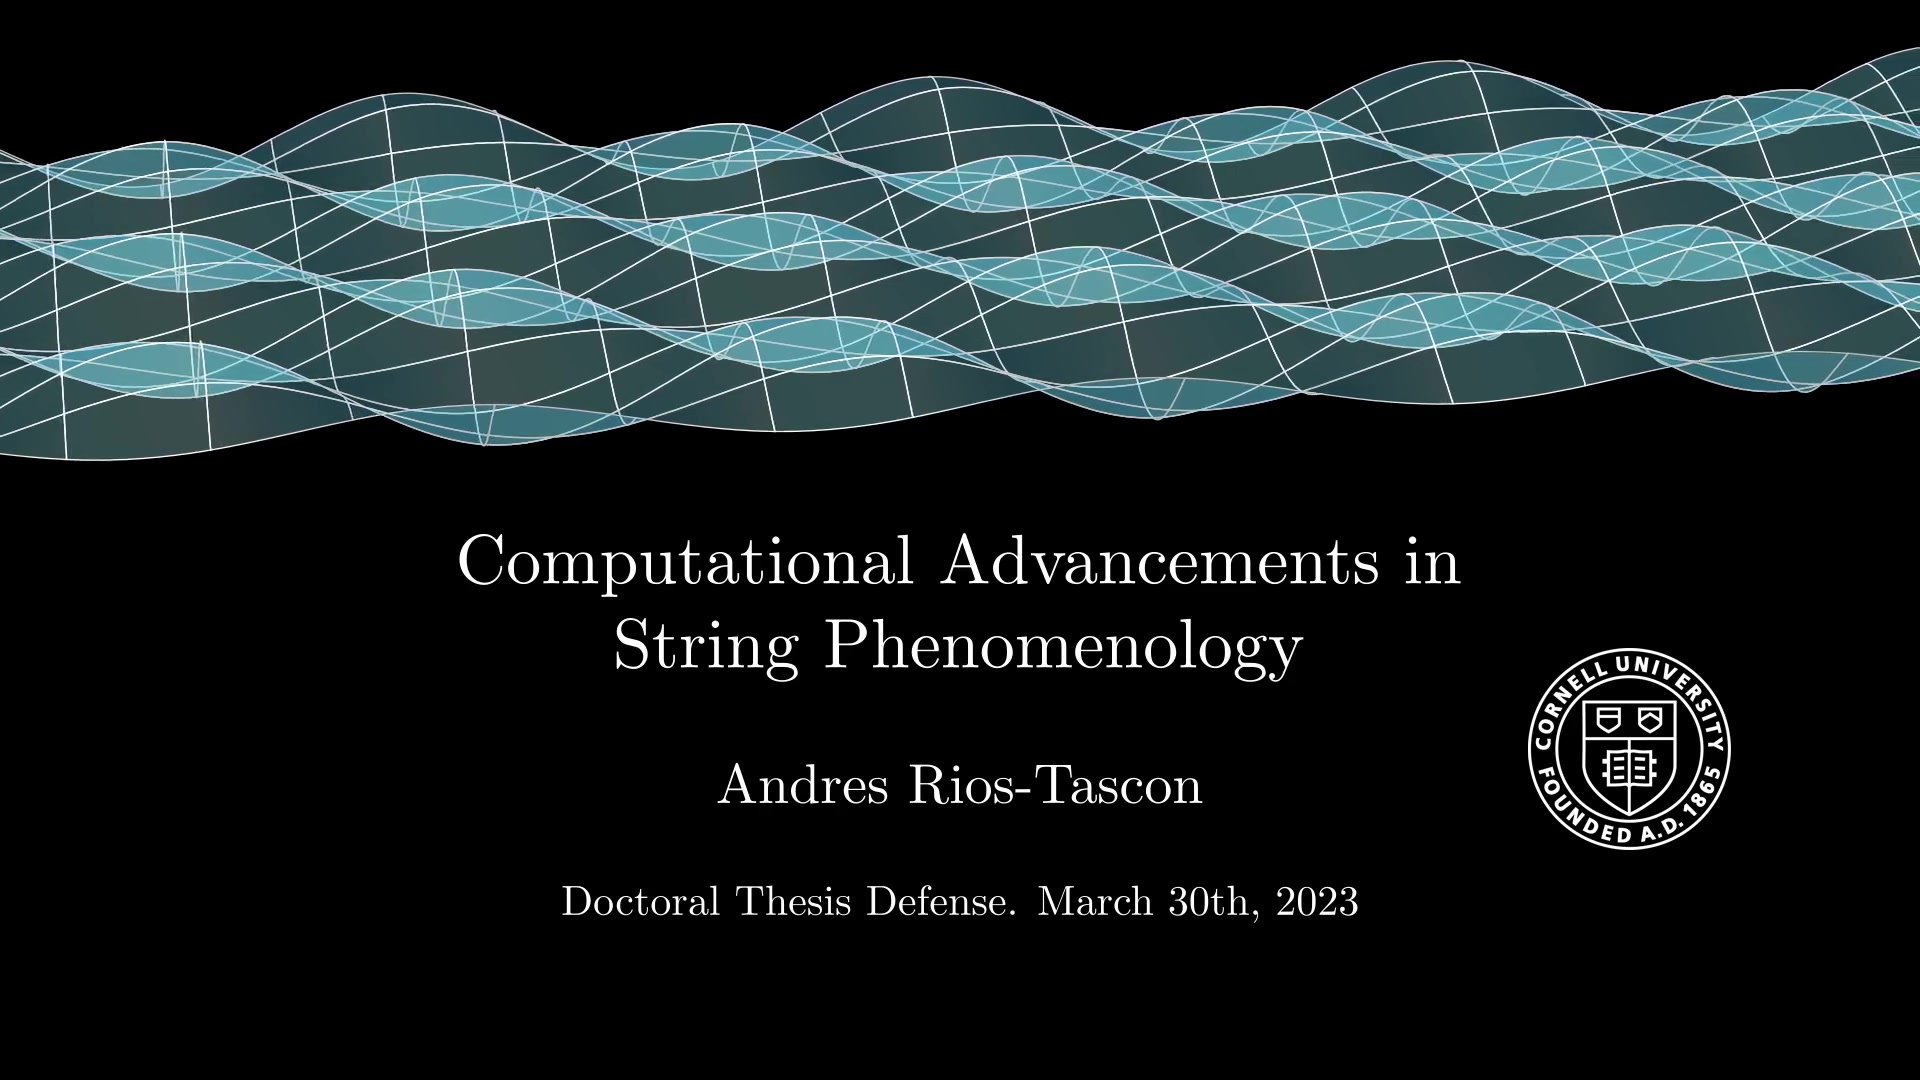 Computational Advancements in
String Phenomenology
Andres Rios-Tascon
CORNELL UNIVERSITY
FOUNDED A.D. 1865
Doctoral Thesis Defense. March 30th, 2023